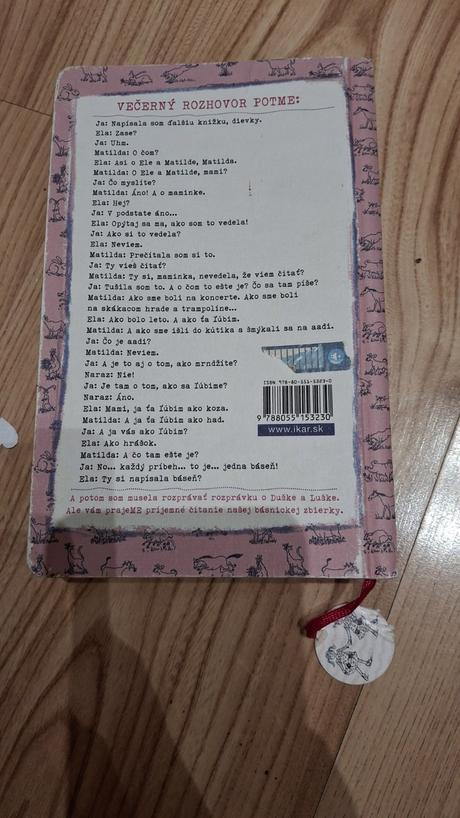 VEČERNÝ ROZHOVOR POTME:
Ja: Napísala som ďalšiu knižku, dievky.
Ela: Zase?
Ja: Uhm.
Matilda: O čom?
Ela: Asi o Ele a Matilde, Matilda.
Matilda: O Ele a Matilde, mami?
Ja: Čo myslíte?
Matilda: Áno! A o maminke.
Ela: Hej?
Ja: V podstate áno...
Ela: Opýtaj sa ma, ako som to vedela!
Ja: Ako si to vedela?
Ela: Neviem.
Matilda: Prečítala som si to.
Ja: Ty vieš čítať?
Matilda: Ty si, maminka, nevedela, že viem čítať?
Ja: Tušila som to. A o čom to ešte je? Čo sa tam píše?
Matilda: Ako sme boli na koncerte. Ako sme boli
na skákacom hrade a trampolíne...
Ela: Ako bolo leto. A ako ťa ľúbim.
Matilda: A ako sme išli do kútika a šmýkali sa na aadi.
Ja: Čo je aadi?
Matilda: Neviem.
Ja: A je to aj o tom, ako mrndžíte?
Naraz: Nie!
Ja: Je tam o tom, ako sa ľúbime?
Naraz: Áno.
Ela: Mami, ja ťa ľúbim ako koza.
Matilda: A ja ťa ľúbim ako had.
Ja: A ja vás ako ľúbim?
Ela: Ako hrášok.
Matilda: A čo tam ešte je?
Ja: No... každý príbeh... to je... jedna báseň!
Ela: Ty si napísala báseň?
A potom som musela rozprávať rozprávku o Duške a Luške.
Ale vám prajeME príjemné čítanie našej básnickej zbierky.
ISBN 978-80-551-5323-0
9 788055 153230
www.ikar.sk